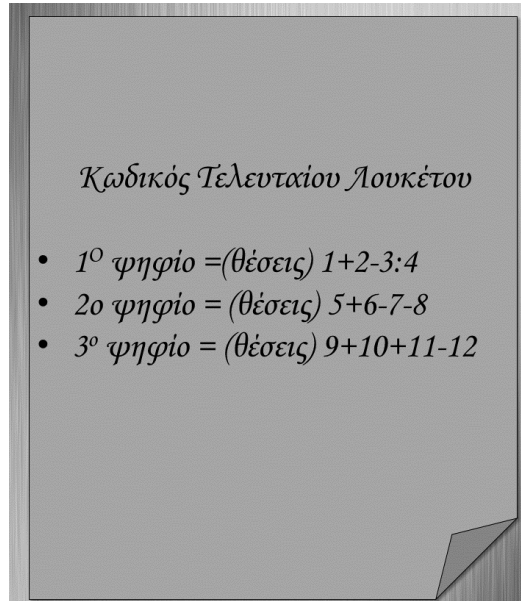 Κωδικός Τελευταίου Λουκέτου
• 1Ο ψηφίο =(θέσεις) 1+2-3:4
• 2ο ψηφίο = (θέσεις) 5+6-7-8
• 3ο ψηφίο = (θέσεις) 9+10+11-12